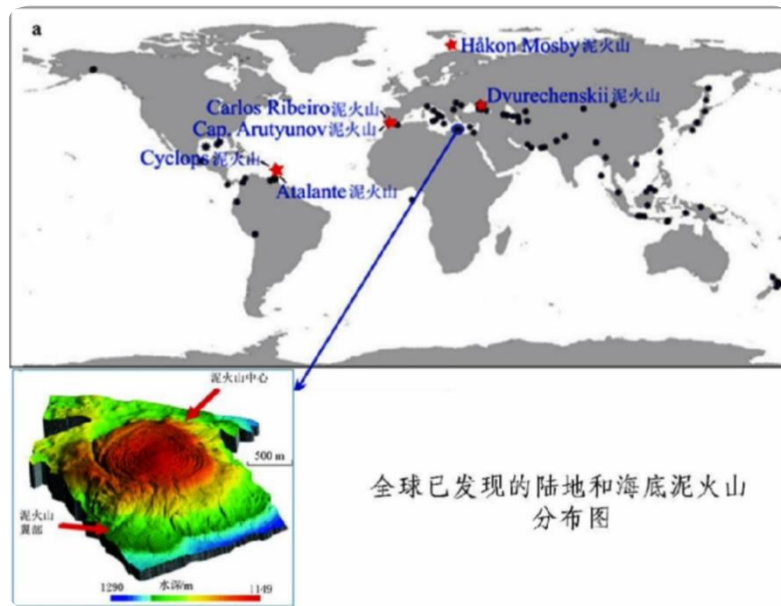 a
Håkon Mosby泥火山
Dvurechenskii泥火山
Carlos Ribeiro泥火山
Cap. Arutyunov泥火山
Cyclops泥火山
Atalante泥火山
泥火山中心
500 m
泥火山
翼部
1290 水深/m 1149
全球已发现的陆地和海底泥火山
分布图